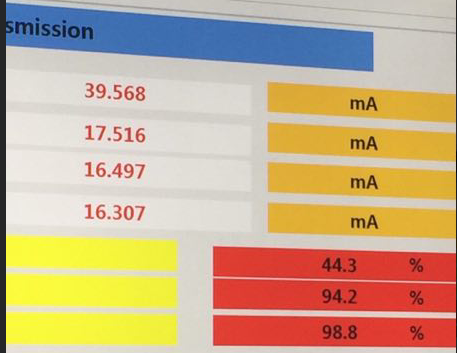 smission
39.568 mA
17.516 mA
16.497 mA
16.307 mA
44.3 %
94.2 %
98.8 %